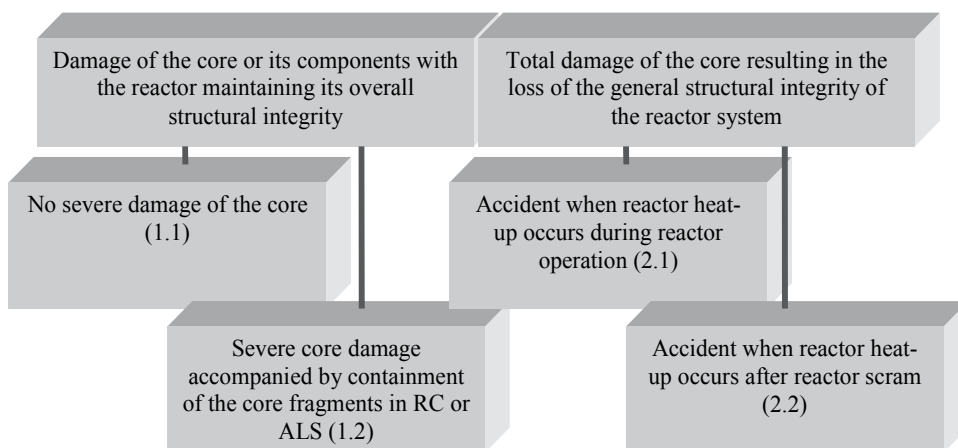 Damage of the core or its components with
the reactor maintaining its overall
structural integrity
Total damage of the core resulting in the
loss of the general structural integrity of
the reactor system
No severe damage of the core
(1.1)
Accident when reactor heat-
up occurs during reactor
operation (2.1)
Severe core damage
accompanied by containment
of the core fragments in RC or
ALS (1.2)
Accident when reactor heat-
up occurs after reactor scram
(2.2)